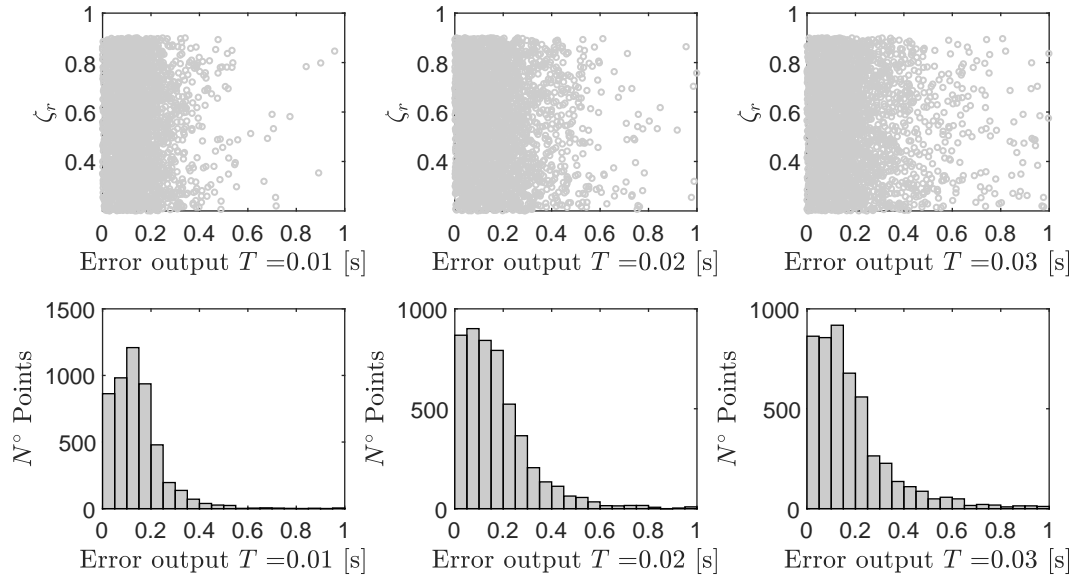 1
0.8
0.6
0.4
ζr
0 0.2 0.4 0.6 0.8 1
Error output T =0.01 [s]
1
0.8
0.6
0.4
ζr
0 0.2 0.4 0.6 0.8 1
Error output T =0.02 [s]
1
0.8
0.6
0.4
ζr
0 0.2 0.4 0.6 0.8 1
Error output T =0.03 [s]
1500
1000
500
0
N° Points
0 0.2 0.4 0.6 0.8 1
Error output T =0.01 [s]
1000
500
0
N° Points
0 0.2 0.4 0.6 0.8 1
Error output T =0.02 [s]
1000
500
0
N° Points
0 0.2 0.4 0.6 0.8 1
Error output T =0.03 [s]